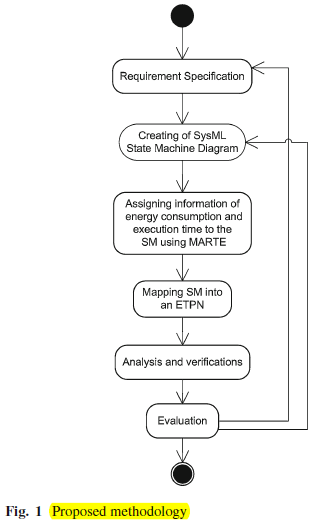 Requirement Specification
Creating of SysML
State Machine Diagram
Assigning information of
energy consumption and
execution time to the
SM using MARTE
Mapping SM into
an ETPN
Analysis and verifications
Evaluation
Fig. 1 Proposed methodology